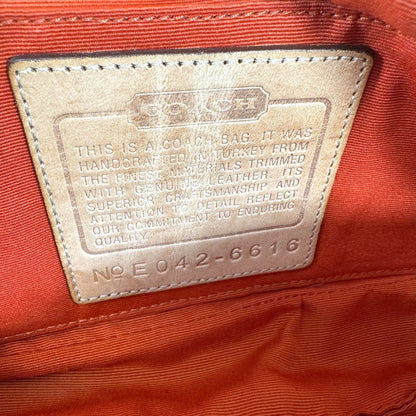 COACH
THIS IS A COACH BAG. IT WAS
HANDCRAFTED IN TURKEY FROM
THE FINEST MATERIALS TRIMMED
WITH GENUINE LEATHER. ITS
SUPERIOR CRAFTSMANSHIP AND
ATTENTION TO DETAIL REFLECT
OUR COMMITMENT TO ENDURING
QUALITY.
No E042-6616